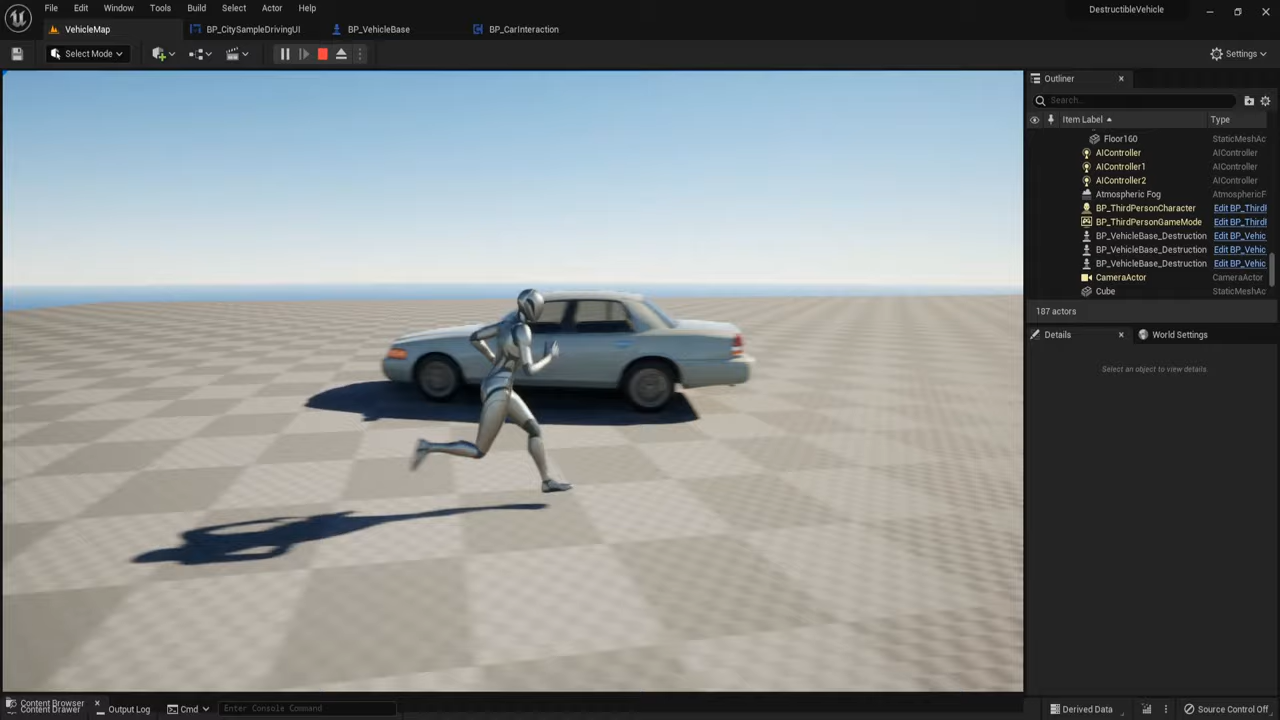 File Edit Window Tools Build Select Actor Help
DestructibleVehicle
VehicleMap
BP_CitySampleDrivingUI
BP_VehicleBase
BP_CarInteraction
Select Mode
Settings
Outliner
Search...
Item Label Type
Floor160 StaticMeshAc
AIController AIController
AIController1 AIController
AIController2 AIController
Atmospheric Fog AtmosphericF
BP_ThirdPersonCharacter Edit BP_ThirdI
BP_ThirdPersonGameMode Edit BP_ThirdI
BP_VehicleBase_Destruction Edit BP_Vehic
BP_VehicleBase_Destruction Edit BP_Vehic
BP_VehicleBase_Destruction Edit BP_Vehic
CameraActor CameraActor
Cube StaticMeshAc
187 actors
Details
World Settings
Select an object to view details.
Content Browser
Content Drawer
Output Log
Cmd
Enter Console Command
Derived Data
Source Control Off